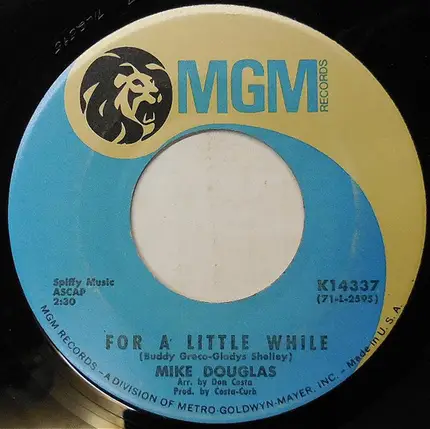 MGM
RECORDS
Spiffy Music
ASCAP
2:30
K14337
(71-L-2595)
FOR A LITTLE WHILE
(Buddy Greco-Gladys Shelley)
MIKE DOUGLAS
Arr. by Don Costa
Prod. by Costa-Curb
MGM RECORDS - A DIVISION OF METRO-GOLDWYN-MAYER, INC. - Made in U.S.A.